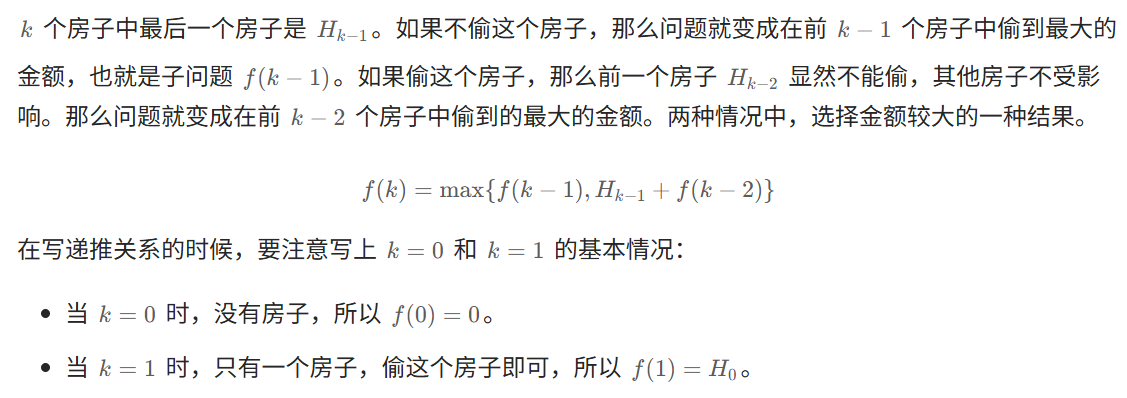 k 个房子中最后一个房子是 Hₖ₋₁。如果不偷这个房子，那么问题就变成在前 k − 1 个房子中偷到最大的
金额，也就是子问题 f(k − 1)。如果偷这个房子，那么前一个房子 Hₖ₋₂ 显然不能偷，其他房子不受影
响。那么问题就变成在前 k − 2 个房子中偷到的最大的金额。两种情况中，选择金额较大的一种结果。
f(k) = max{f(k − 1), Hₖ₋₁ + f(k − 2)}
在写递推关系的时候，要注意写上 k = 0 和 k = 1 的基本情况：
• 当 k = 0 时，没有房子，所以 f(0) = 0。
• 当 k = 1 时，只有一个房子，偷这个房子即可，所以 f(1) = H₀。